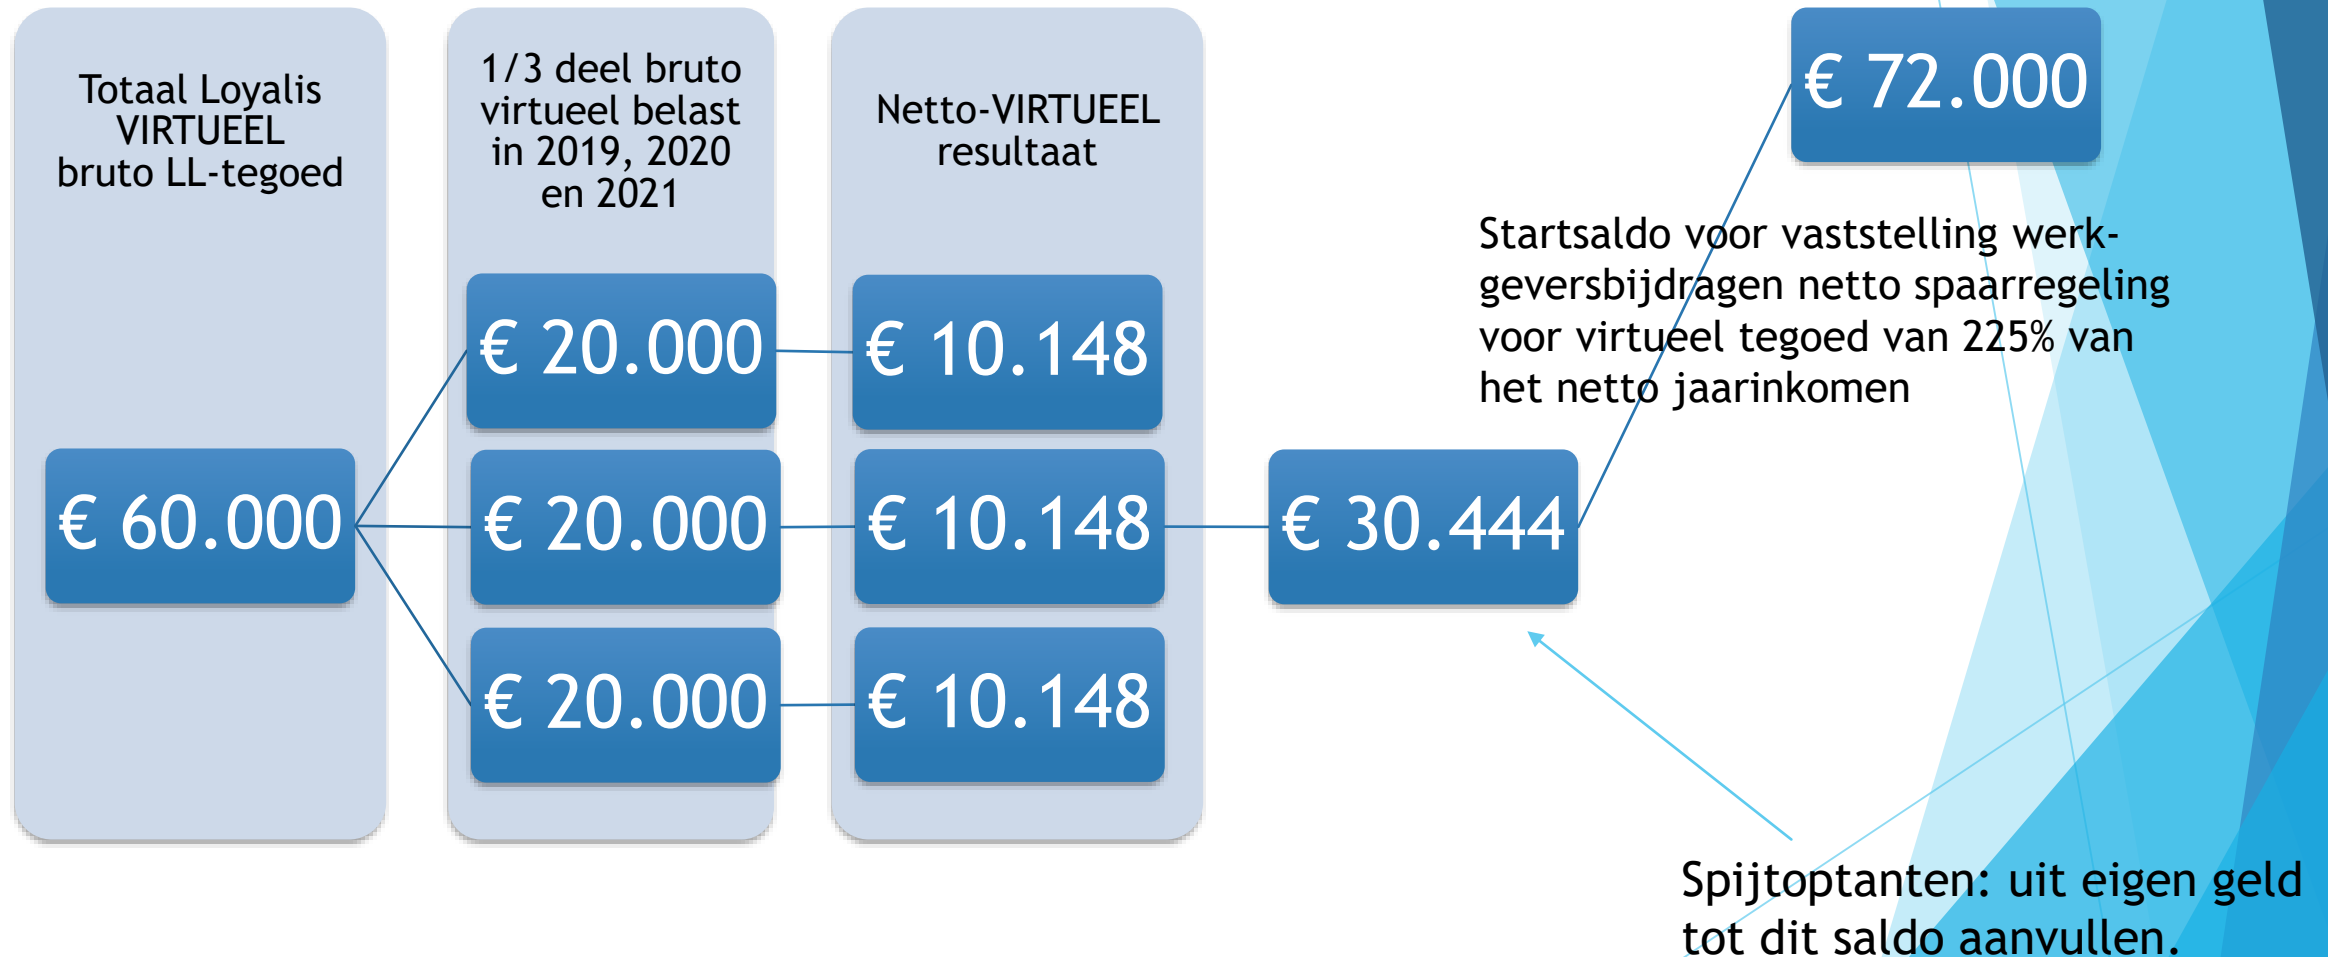 Totaal Loyalis
VIRTUEEL
bruto LL-tegoed
€ 60.000
1/3 deel bruto
virtueel belast
in 2019, 2020
en 2021
€ 20.000
€ 20.000
€ 20.000
Netto-VIRTUEEL
resultaat
€ 10.148
€ 10.148
€ 10.148
€ 30.444
€ 72.000
Startsaldo voor vaststelling werk-
geversbijdragen netto spaarregeling
voor virtueel tegoed van 225% van
het netto jaarinkomen
Spijtoptanten: uit eigen geld
tot dit saldo aanvullen.